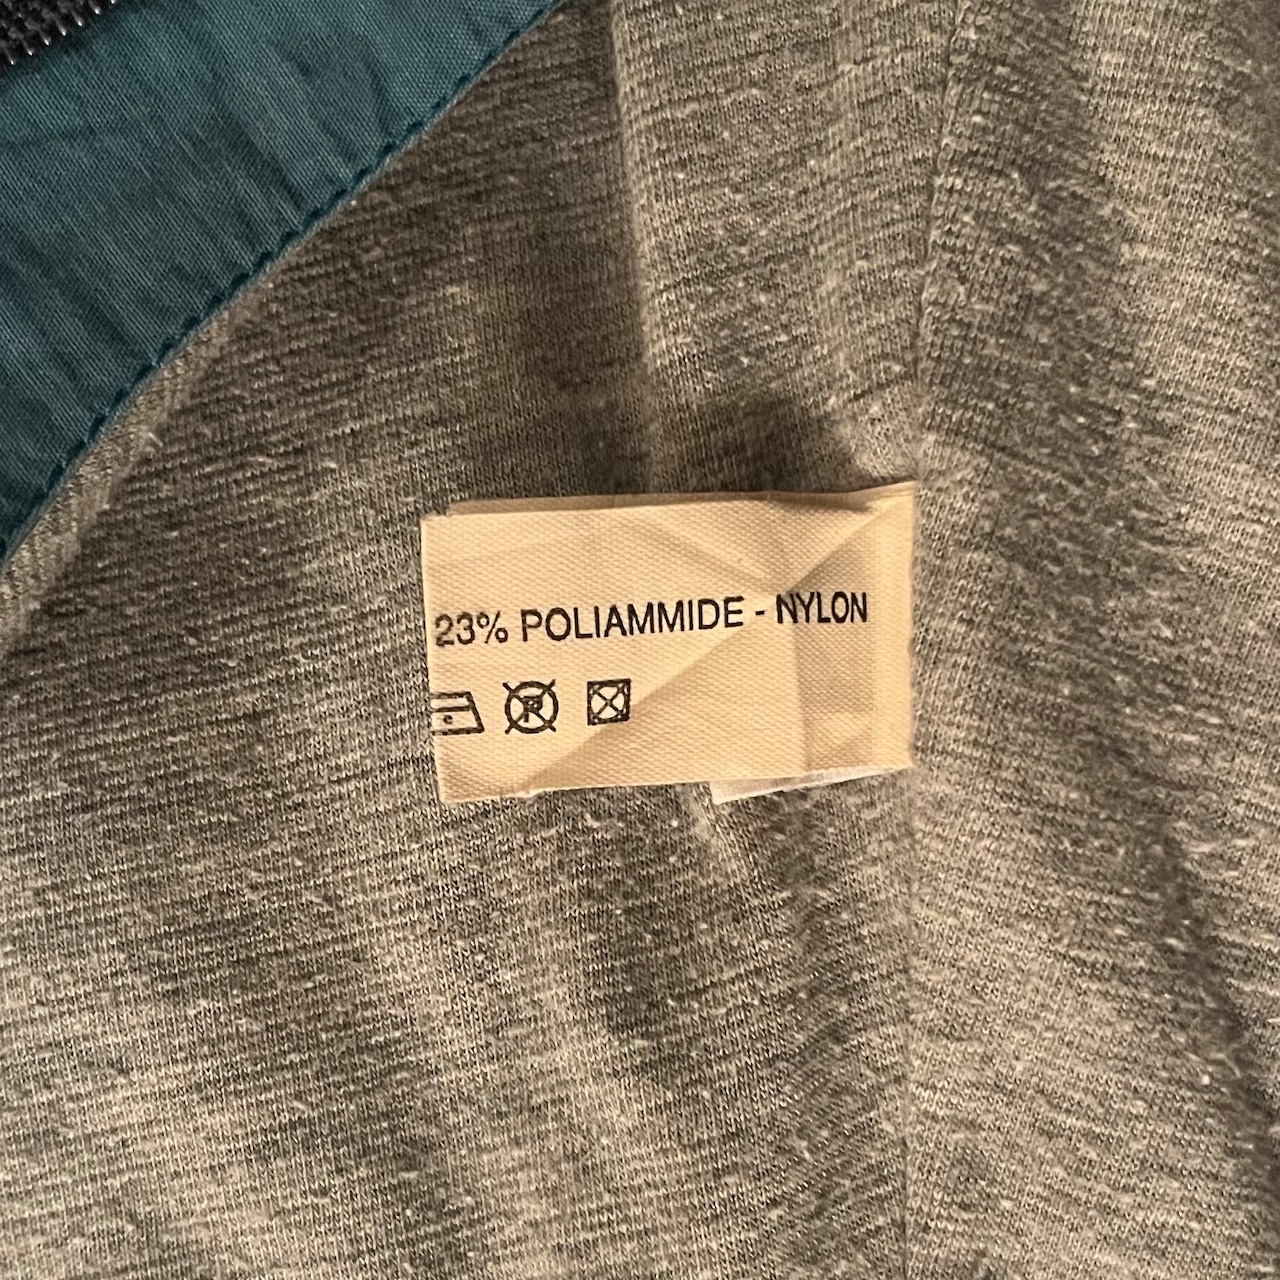 23% POLIAMMIDE - NYLON
R